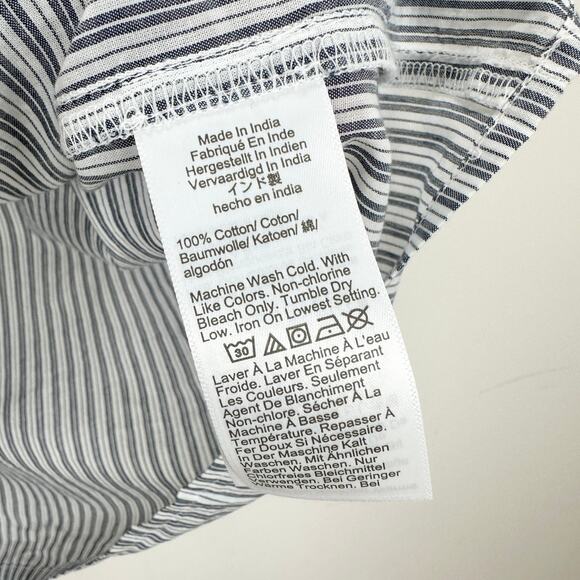 Made In India
Fabriqué En Inde
Hergestellt In Indien
Vervaardigd In India
インド製
hecho en india
100% Cotton/ Coton/
Baumwolle/ Katoen/ 綿/
algodón
Machine Wash Cold. With
Like Colors. Non-chlorine
Bleach Only. Tumble Dry
Low. Iron On Lowest Setting.
30
Laver À La Machine À L'eau
Froide. Laver En Séparant
Les Couleurs. Seulement
Agent De Blanchiment
Non-chlore. Sécher À La
Machine À Basse
Température. Repasser À
Fer Doux Si Nécessaire.
In Der Maschine Kalt
Waschen. Mit Ähnlichen
Farben Waschen. Nur
Chlorfreies Bleichmittel
Verwenden. Bei Geringer
Wärme Trocknen. Bei